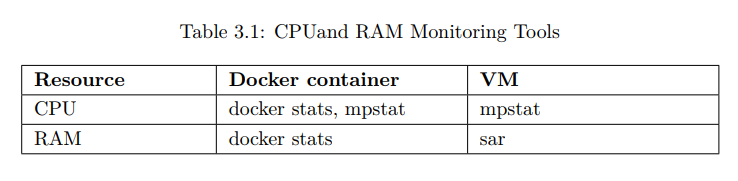 Table 3.1: CPUand RAM Monitoring Tools
Resource Docker container VM
CPU docker stats, mpstat mpstat
RAM docker stats sar